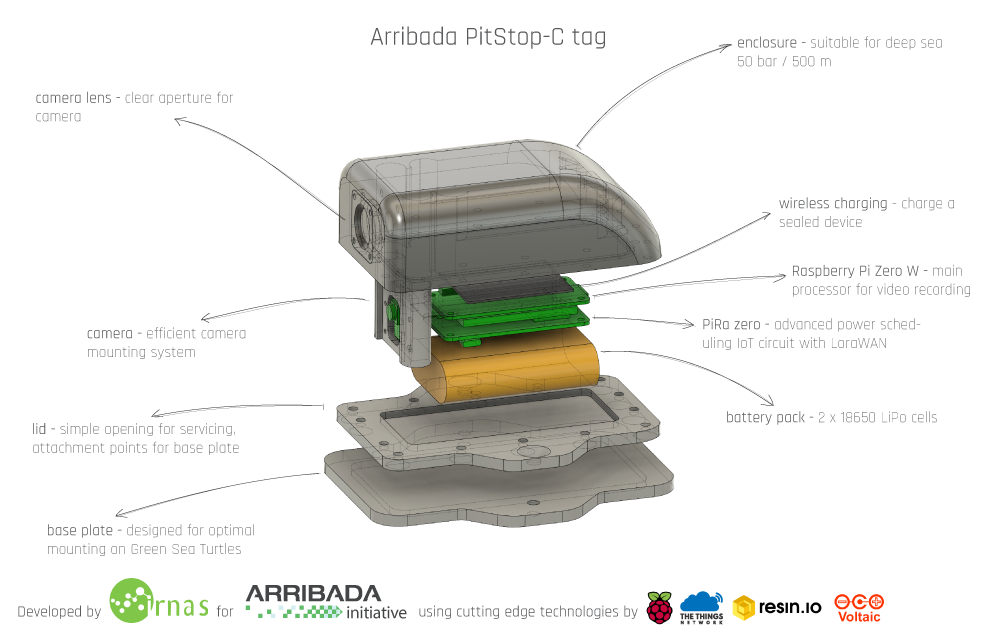 Arribada PitStop-C tag
enclosure - suitable for deep sea
50 bar / 500 m
camera lens - clear aperture for
camera
wireless charging - charge a
sealed device
Raspberry Pi Zero W - main
processor for video recording
PiRa zero - advanced power sched-
uling IoT circuit with LoraWAN
camera - efficient camera
mounting system
battery pack - 2 x 18650 LiPo cells
lid - simple opening for servicing,
attachment points for base plate
base plate - designed for optimal
mounting on Green Sea Turtles
Developed by irnas for ARRIBADA initiative using cutting edge technologies by THE THINGS NETWORK resin.io Voltaic